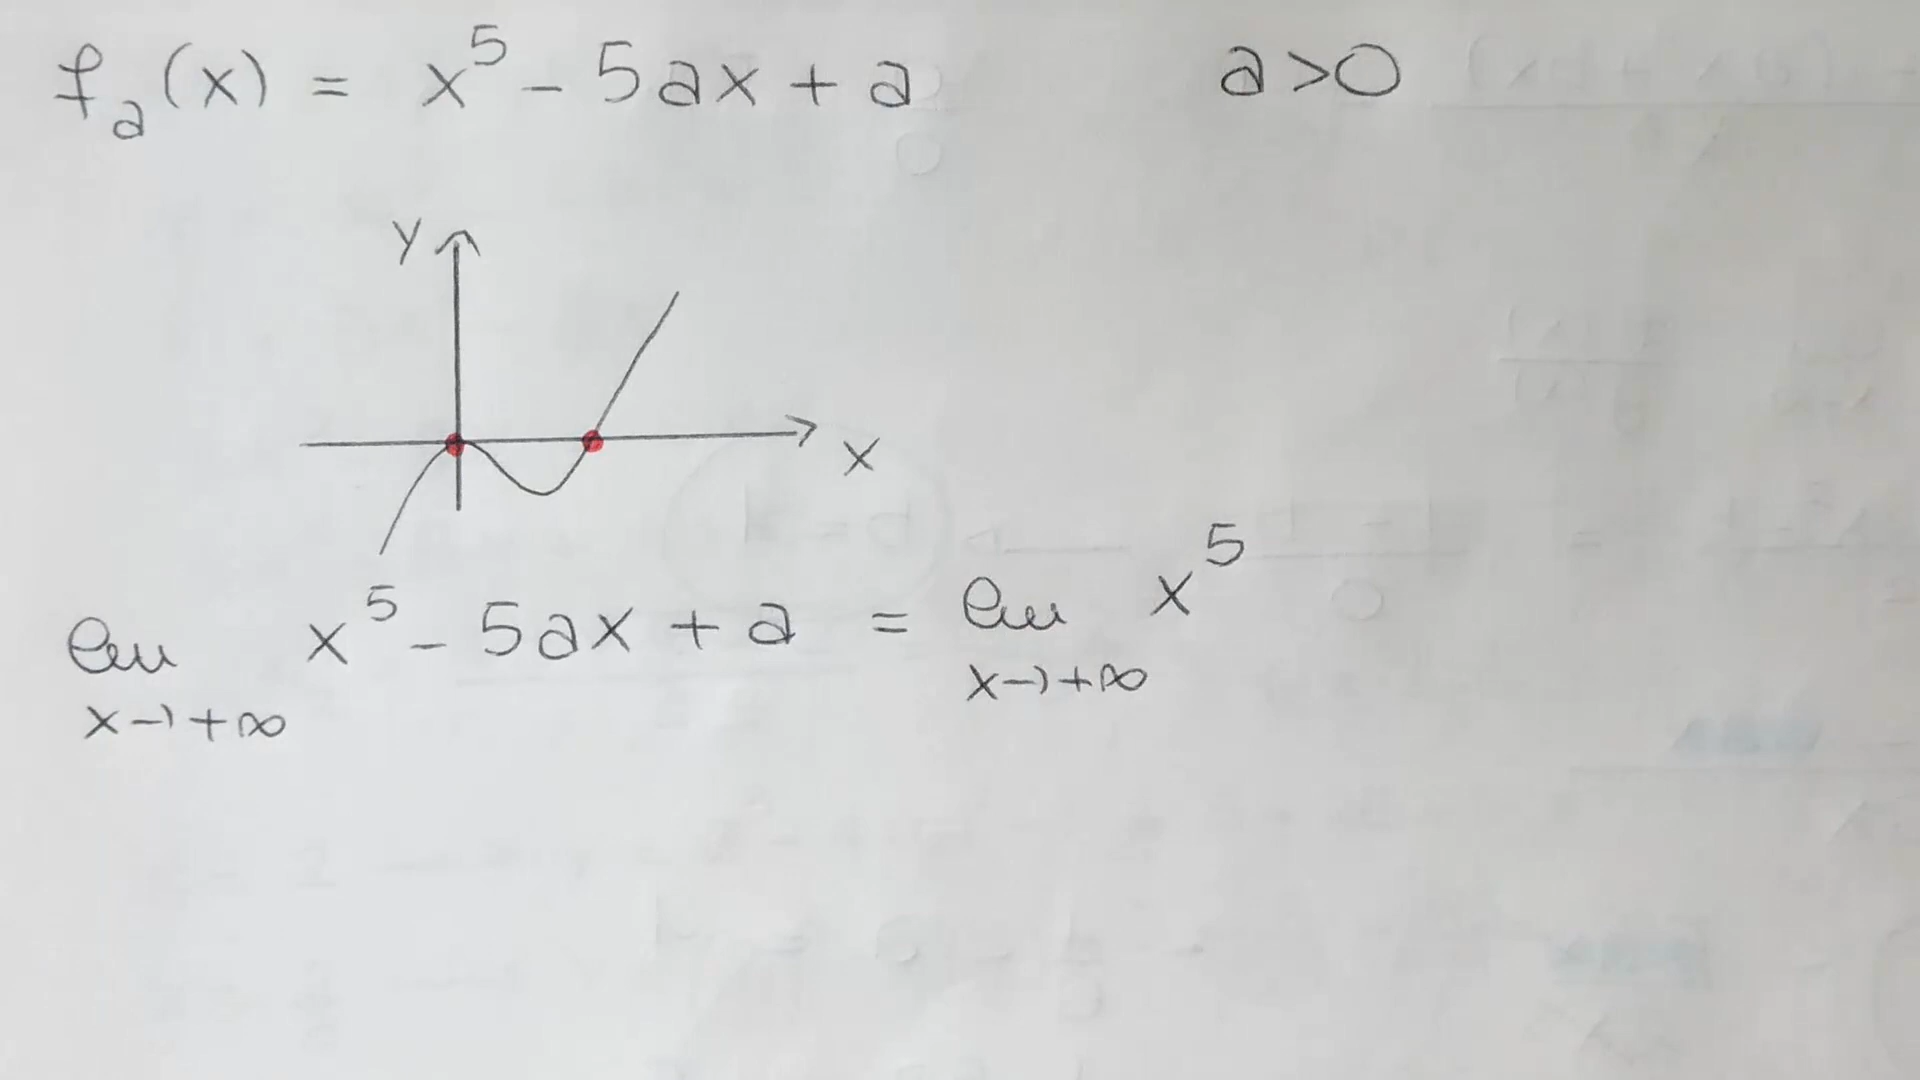 fₐ(x) = x⁵ - 5ax + a a>0
y
x
lim x⁵ - 5ax + a = lim x⁵
x→+∞ x→+∞